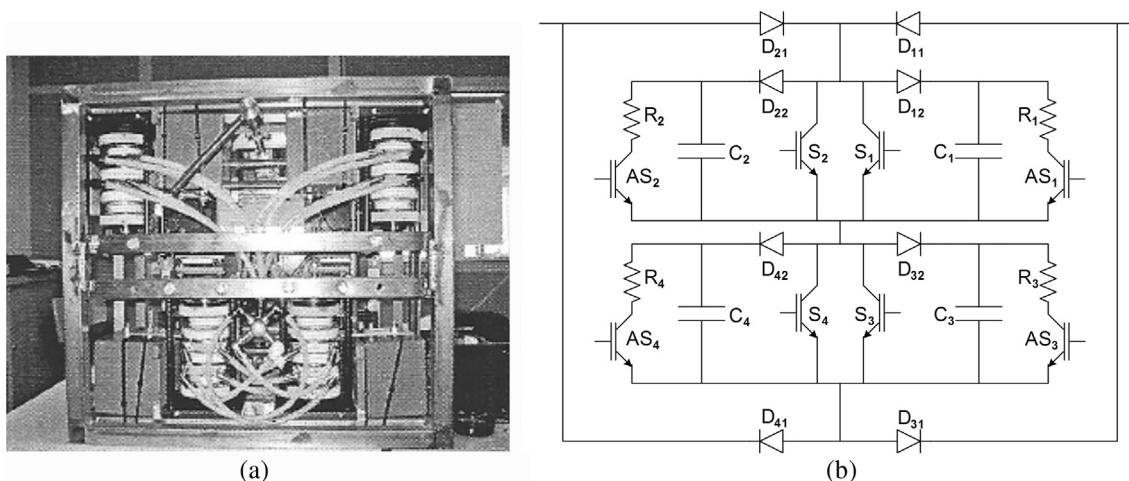 D₂₁ D₁₁
D₂₂ D₁₂
R₂ R₁
C₂ S₂ S₁ C₁
AS₂ AS₁
D₄₂ D₃₂
R₄ R₃
C₄ S₄ S₃ C₃
AS₄ AS₃
D₄₁ D₃₁
(a) (b)